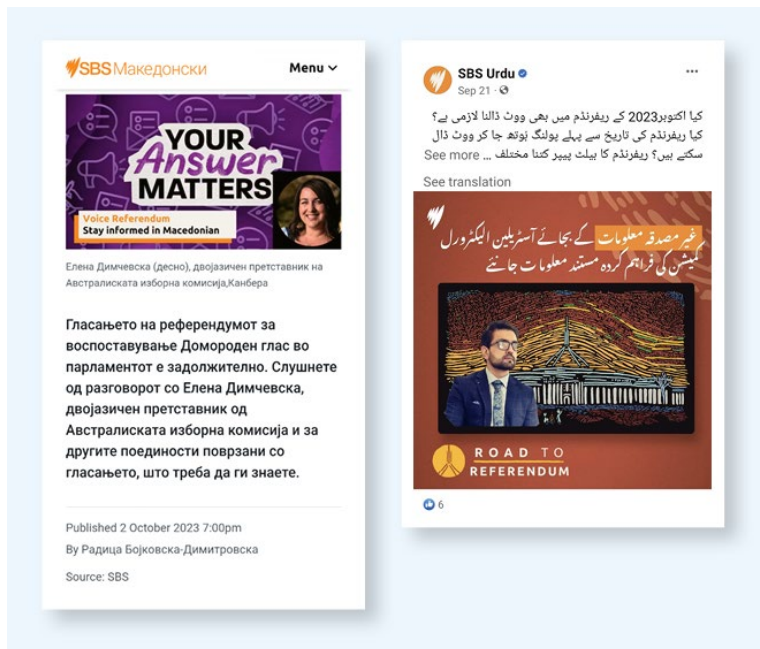 SBS Македонски
Menu
YOUR
Answer
MATTERS
Voice Referendum
Stay informed in Macedonian
Елена Димчевска (десно), двојазичен претставник на
Австралиската изборна комисија,Канбера
Гласањето на референдумот за
воспоставување Домороден глас во
парламентот е задолжително. Слушнете
од разговорот со Елена Димчевска,
двојазичен претставник од
Австралиската изборна комисија и за
другите поединости поврзани со
гласањето, што треба да ги знаете.
Published 2 October 2023 7:00pm
By Радица Бојковска-Димитровска
Source: SBS
SBS Urdu
Sep 21
کیا اکتوبر2023 کے ریفرنڈم میں بھی ووٹ ڈالنا لازمی ہے؟
کیا ریفرنڈم کی تاریخ سے پہلے پولنگ بُوتھ جا کر ووٹ ڈال
سکتے ہیں؟ ریفرنڈم کا بیلٹ پیپر کتنا مختلف ... See more
See translation
غیر مصدقہ معلومات کے بجائے آسٹریلین الیکٹرورل
کمیشن کی فراہم کردہ مستند معلومات جانئے
ROAD TO
REFERENDUM
6